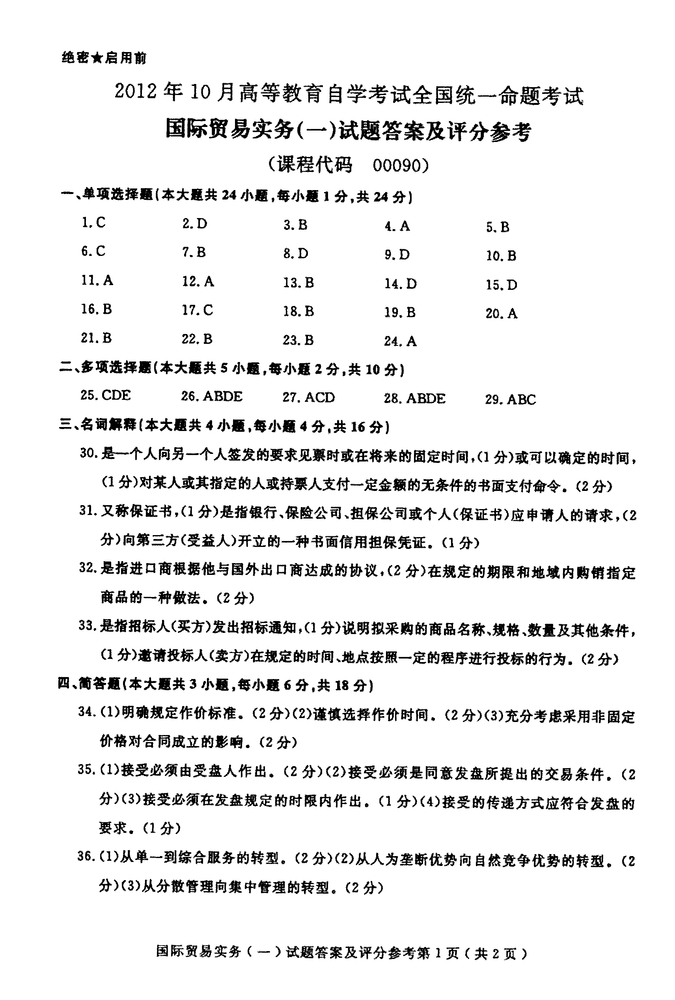 绝密★启用前
2012 年 10 月高等教育自学考试全国统一命题考试
国际贸易实务(一)试题答案及评分参考
(课程代码　00090)
一、单项选择题(本大题共 24 小题,每小题 1 分,共 24 分)
1. C 2. D 3. B 4. A 5. B
6. C 7. B 8. D 9. D 10. B
11. A 12. A 13. B 14. D 15. D
16. B 17. C 18. B 19. B 20. A
21. B 22. B 23. B 24. A
二、多项选择题(本大题共 5 小题,每小题 2 分,共 10 分)
25. CDE 26. ABDE 27. ACD 28. ABDE 29. ABC
三、名词解释(本大题共 4 小题,每小题 4 分,共 16 分)
30. 是一个人向另一个人签发的要求见票时或在将来的固定时间,(1 分)或可以确定的时间,
(1 分)对某人或其指定的人或持票人支付一定金额的无条件的书面支付命令。(2 分)
31. 又称保证书,(1 分)是指银行、保险公司、担保公司或个人(保证书)应申请人的请求,(2
分)向第三方(受益人)开立的一种书面信用担保凭证。(1 分)
32. 是指进口商根据他与国外出口商达成的协议,(2 分)在规定的期限和地域内购销指定
商品的一种做法。(2 分)
33. 是指招标人(买方)发出招标通知,(1 分)说明拟采购的商品名称、规格、数量及其他条件,
(1 分)邀请投标人(卖方)在规定的时间、地点按照一定的程序进行投标的行为。(2 分)
四、简答题(本大题共 3 小题,每小题 6 分,共 18 分)
34. (1)明确规定作价标准。(2 分)(2)谨慎选择作价时间。(2 分)(3)充分考虑采用非固定
价格对合同成立的影响。(2 分)
35. (1)接受必须由受盘人作出。(2 分)(2)接受必须是同意发盘所提出的交易条件。(2
分)(3)接受必须在发盘规定的时限内作出。(1 分)(4)接受的传递方式应符合发盘的
要求。(1 分)
36. (1)从单一到综合服务的转型。(2 分)(2)从人为垄断优势向自然竞争优势的转型。(2
分)(3)从分散管理向集中管理的转型。(2 分)
国际贸易实务(一)试题答案及评分参考第 1 页(共 2 页)